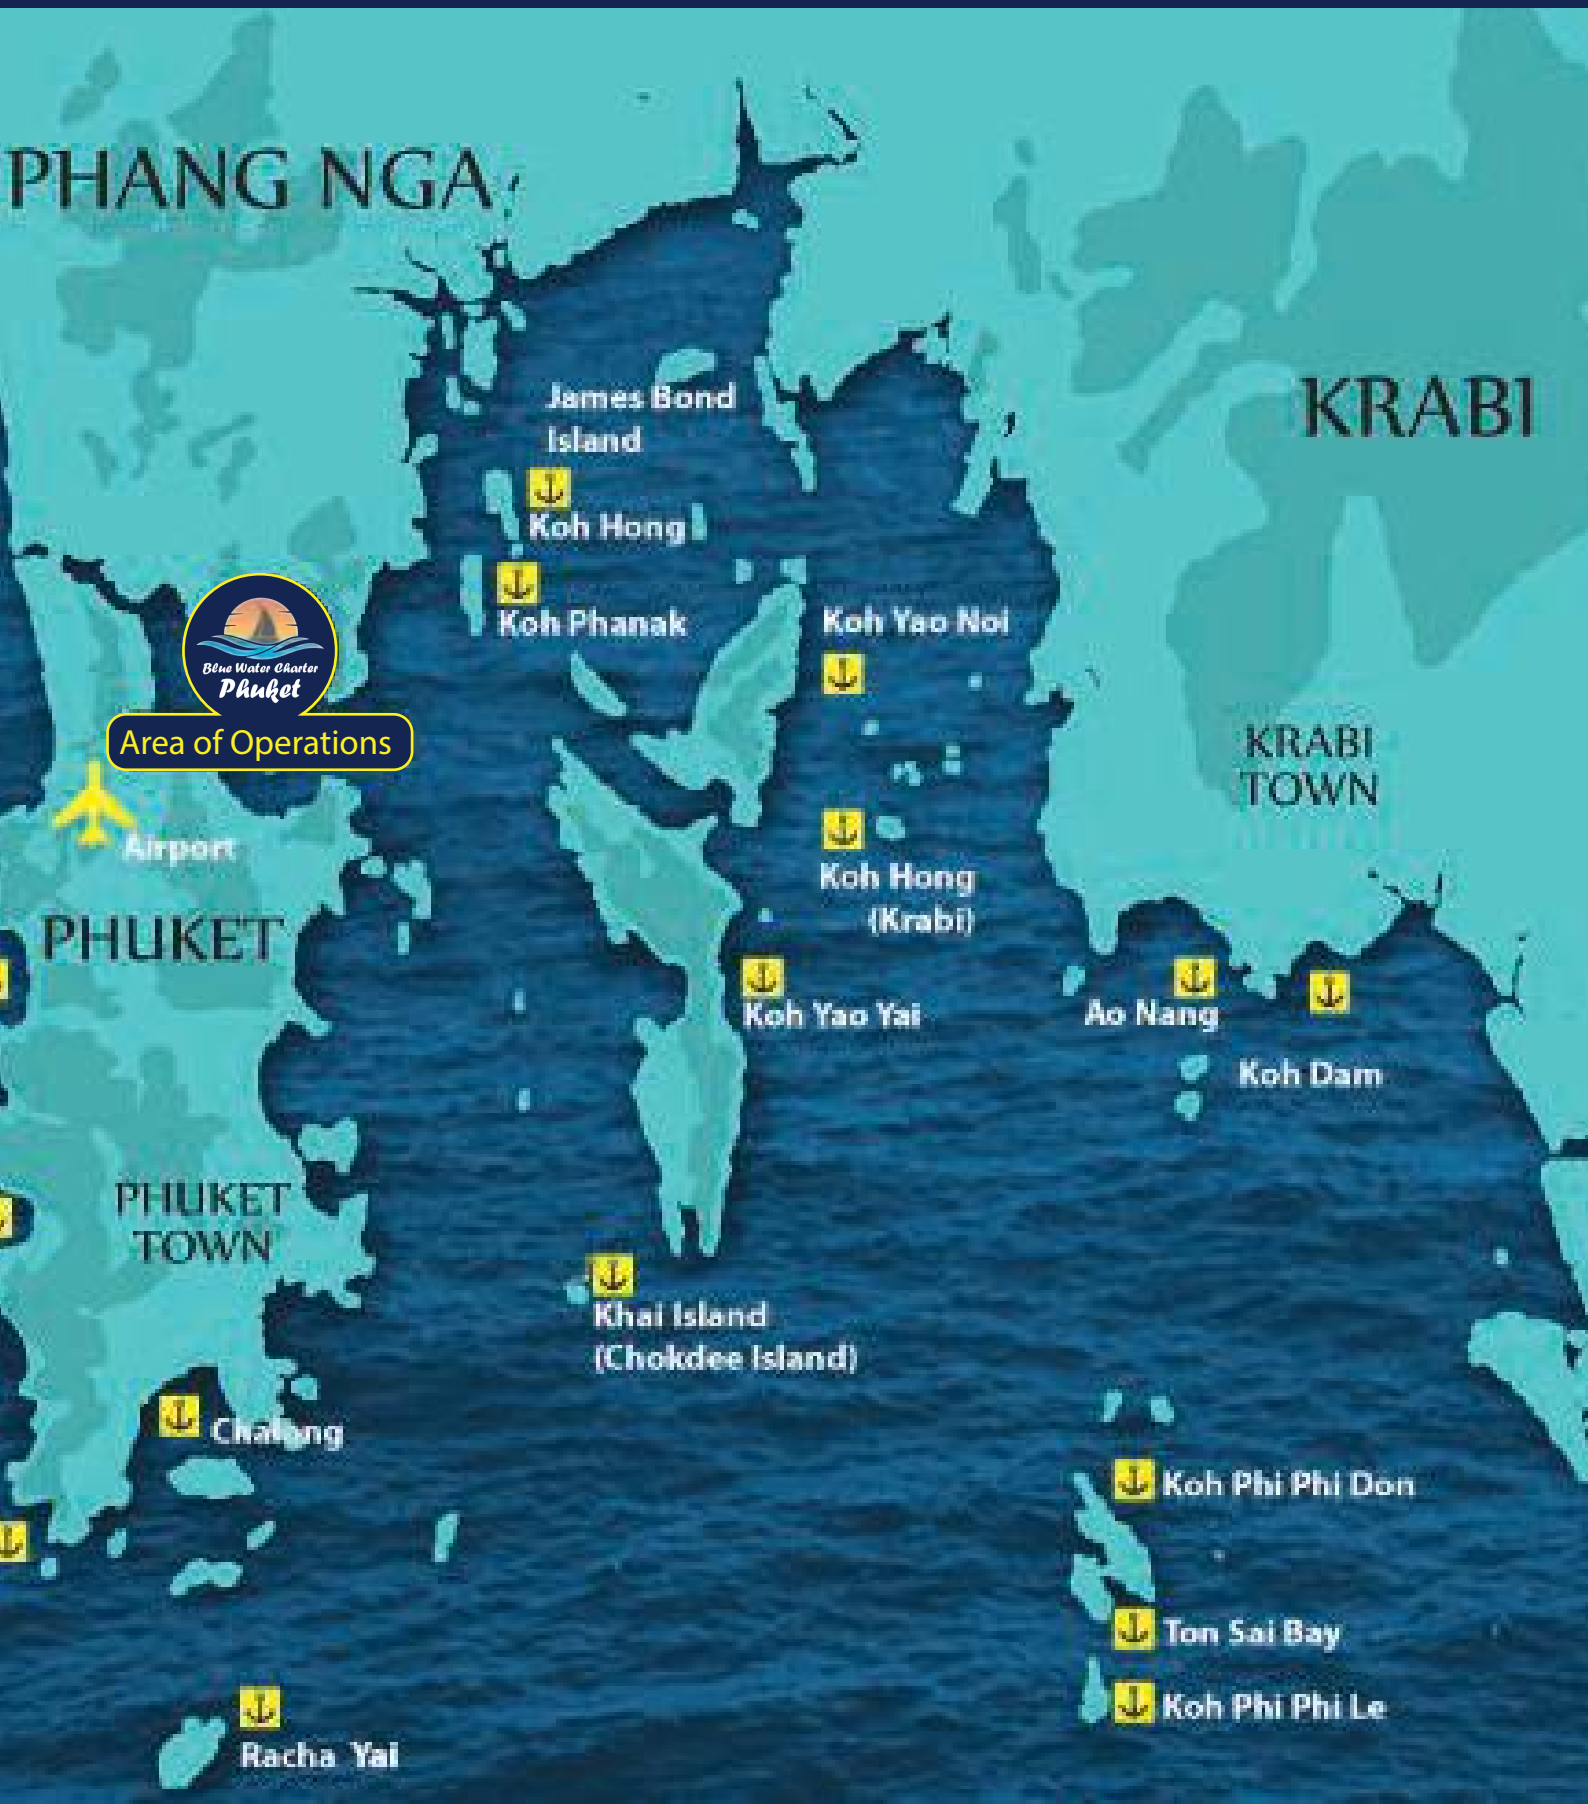 PHANG NGA
James Bond
Island
KRABI
Koh Hong
Koh Phanak
Koh Yao Noi
Blue Water Charter
Phuket
Area of Operations
KRABI
TOWN
Airport
Koh Hong
(Krabi)
PHUKET
Koh Yao Yai
Ao Nang
Koh Dam
PHUKET
TOWN
Khai Island
(Chokdee Island)
Chalong
Koh Phi Phi Don
Ton Sai Bay
Koh Phi Phi Le
Racha Yai